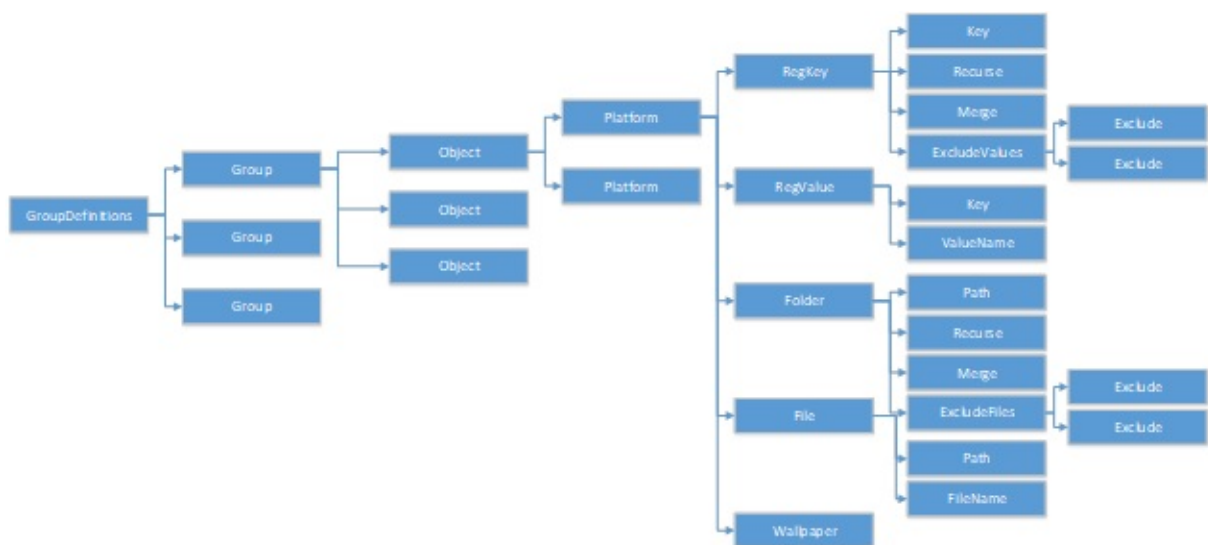 GroupDefinitions
Group
Group
Group
Object
Object
Object
Platform
Platform
RegKey
RegValue
Folder
File
Wallpaper
Key
Recurse
Merge
ExcludeValues
Key
ValueName
Path
Recurse
Merge
ExcludeFiles
Path
FileName
Exclude
Exclude
Exclude
Exclude